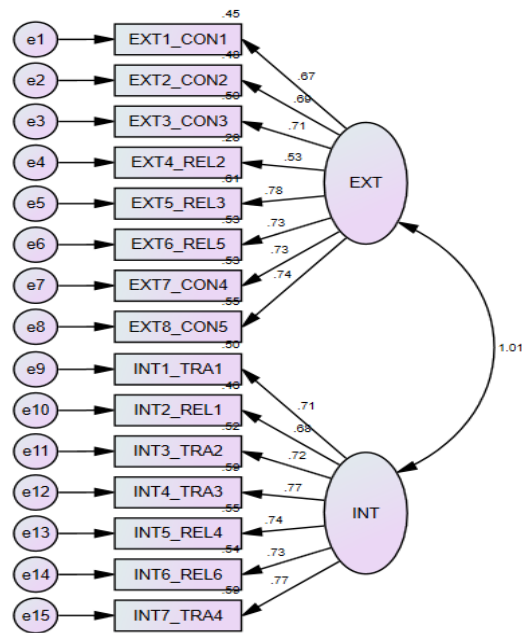 .45
e1 EXT1_CON1
.48
e2 EXT2_CON2 .67
.50 .69
e3 EXT3_CON3 .71
.28
e4 EXT4_REL2 .53 EXT
.61
e5 EXT5_REL3 .78
.53
e6 EXT6_REL5 .73
.53 .73
e7 EXT7_CON4 .74
.55
e8 EXT8_CON5
.50 1.01
e9 INT1_TRA1
.46
e10 INT2_REL1 .71
.52 .68
e11 INT3_TRA2 .72
.59
e12 INT4_TRA3 .77
.55 INT
e13 INT5_REL4 .74
.54
e14 INT6_REL6 .73
.59 .77
e15 INT7_TRA4